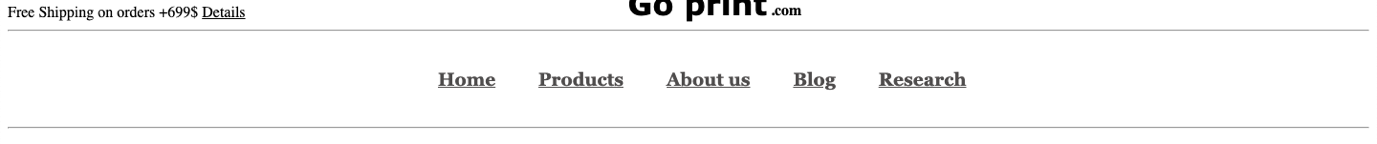 Free Shipping on orders +699$ Details
Go print .com
Home Products About us Blog Research